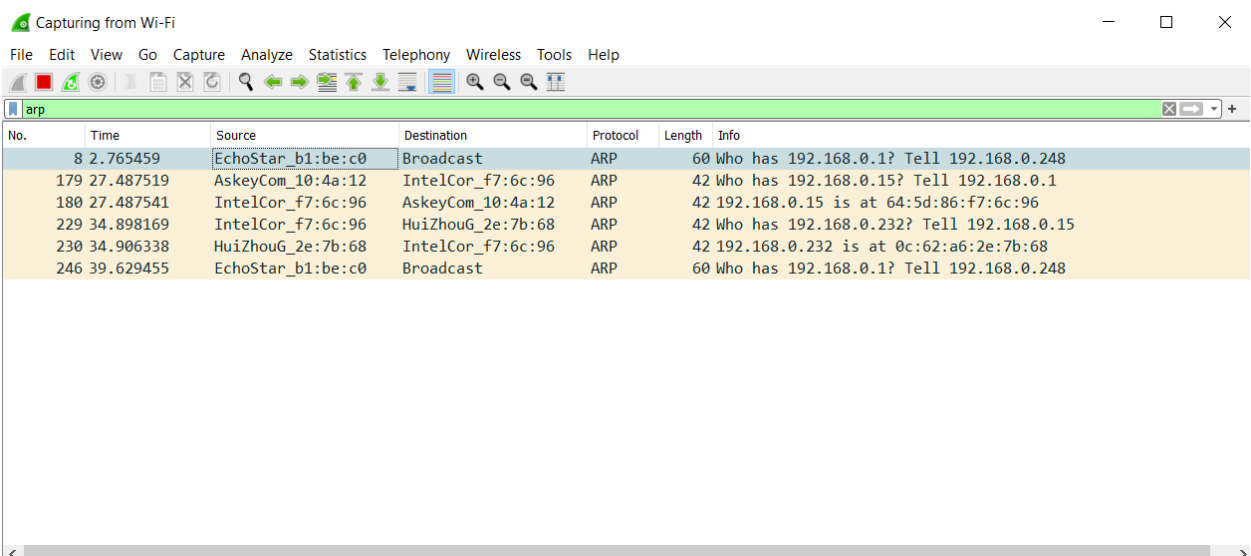 Capturing from Wi-Fi
File Edit View Go Capture Analyze Statistics Telephony Wireless Tools Help
arp
No. Time Source Destination Protocol Length Info
8 2.765459 EchoStar_b1:be:c0 Broadcast ARP 60 Who has 192.168.0.1? Tell 192.168.0.248
179 27.487519 AskeyCom_10:4a:12 IntelCor_f7:6c:96 ARP 42 Who has 192.168.0.15? Tell 192.168.0.1
180 27.487541 IntelCor_f7:6c:96 AskeyCom_10:4a:12 ARP 42 192.168.0.15 is at 64:5d:86:f7:6c:96
229 34.898169 IntelCor_f7:6c:96 HuiZhouG_2e:7b:68 ARP 42 Who has 192.168.0.232? Tell 192.168.0.15
230 34.906338 HuiZhouG_2e:7b:68 IntelCor_f7:6c:96 ARP 42 192.168.0.232 is at 0c:62:a6:2e:7b:68
246 39.629455 EchoStar_b1:be:c0 Broadcast ARP 60 Who has 192.168.0.1? Tell 192.168.0.248